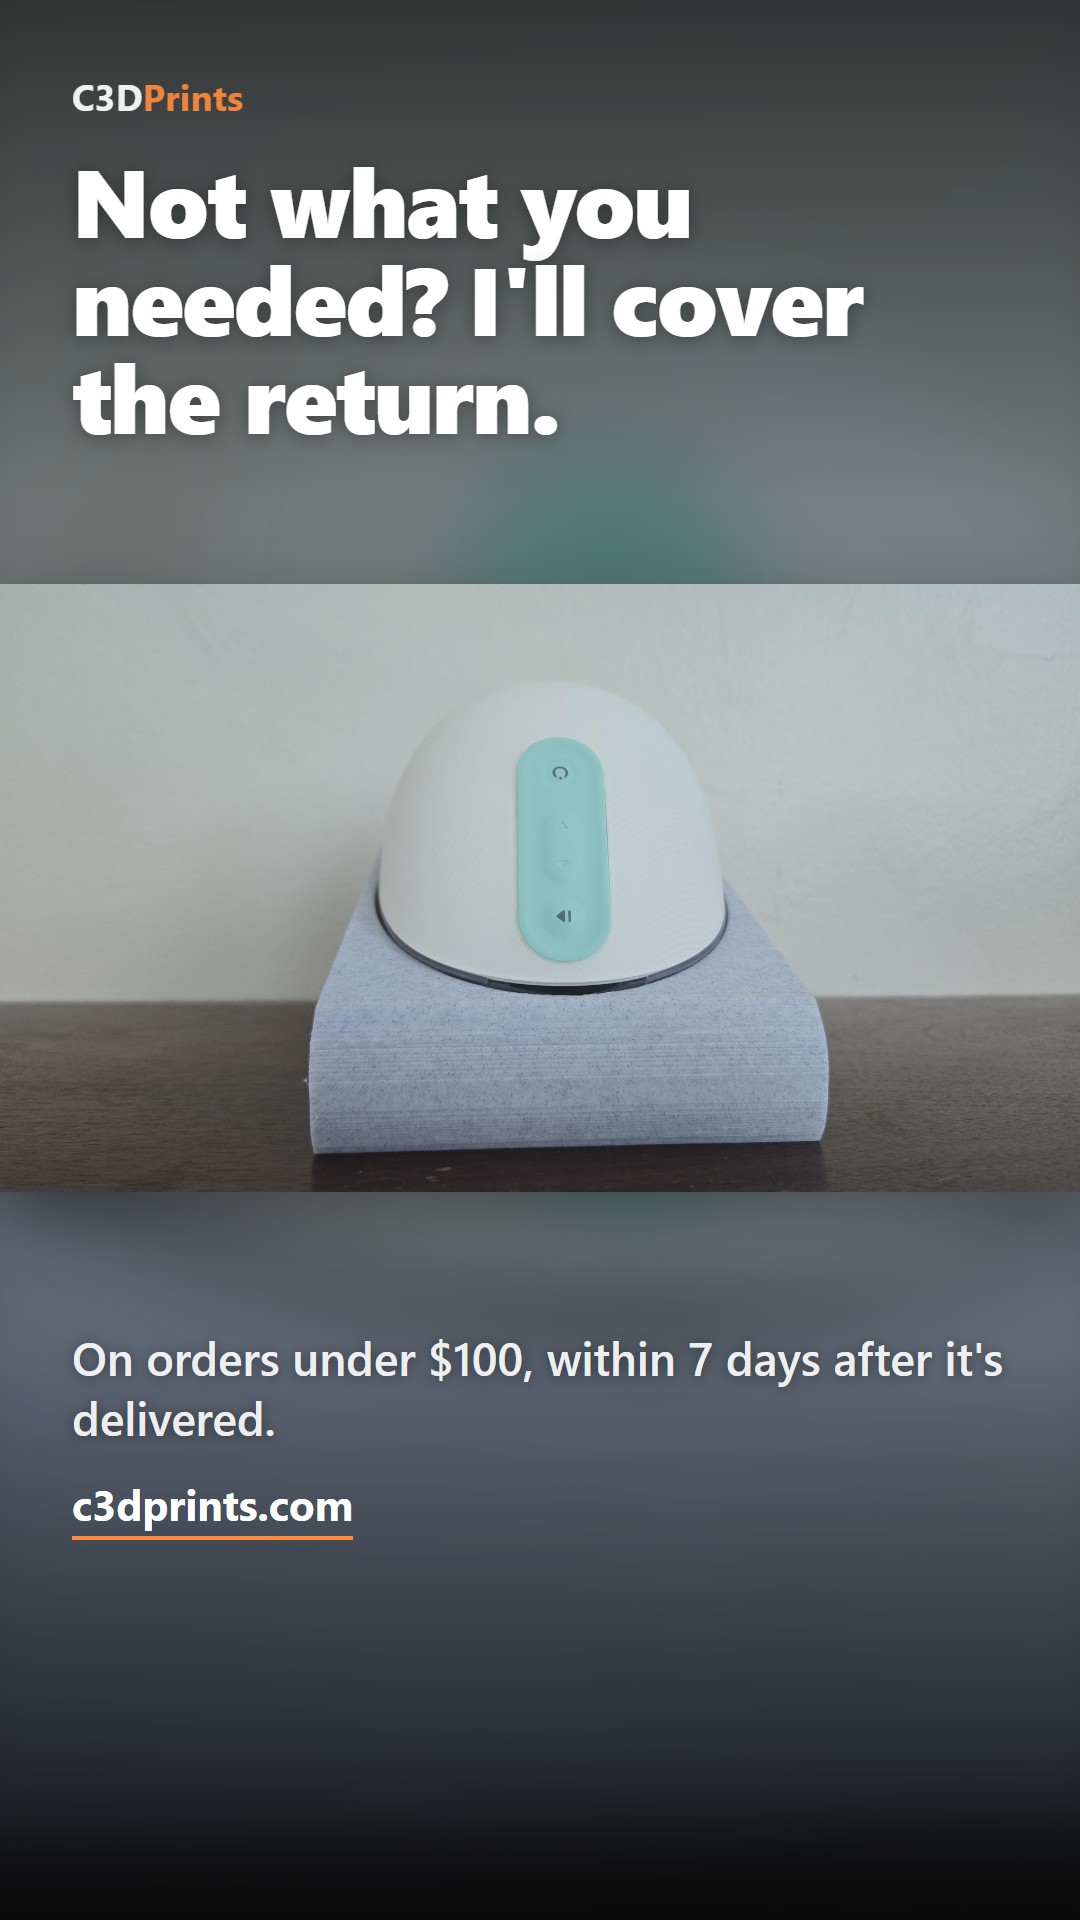 C3DPrints
Not what you
needed? I'll cover
the return.
On orders under $100, within 7 days after it's
delivered.
c3dprints.com